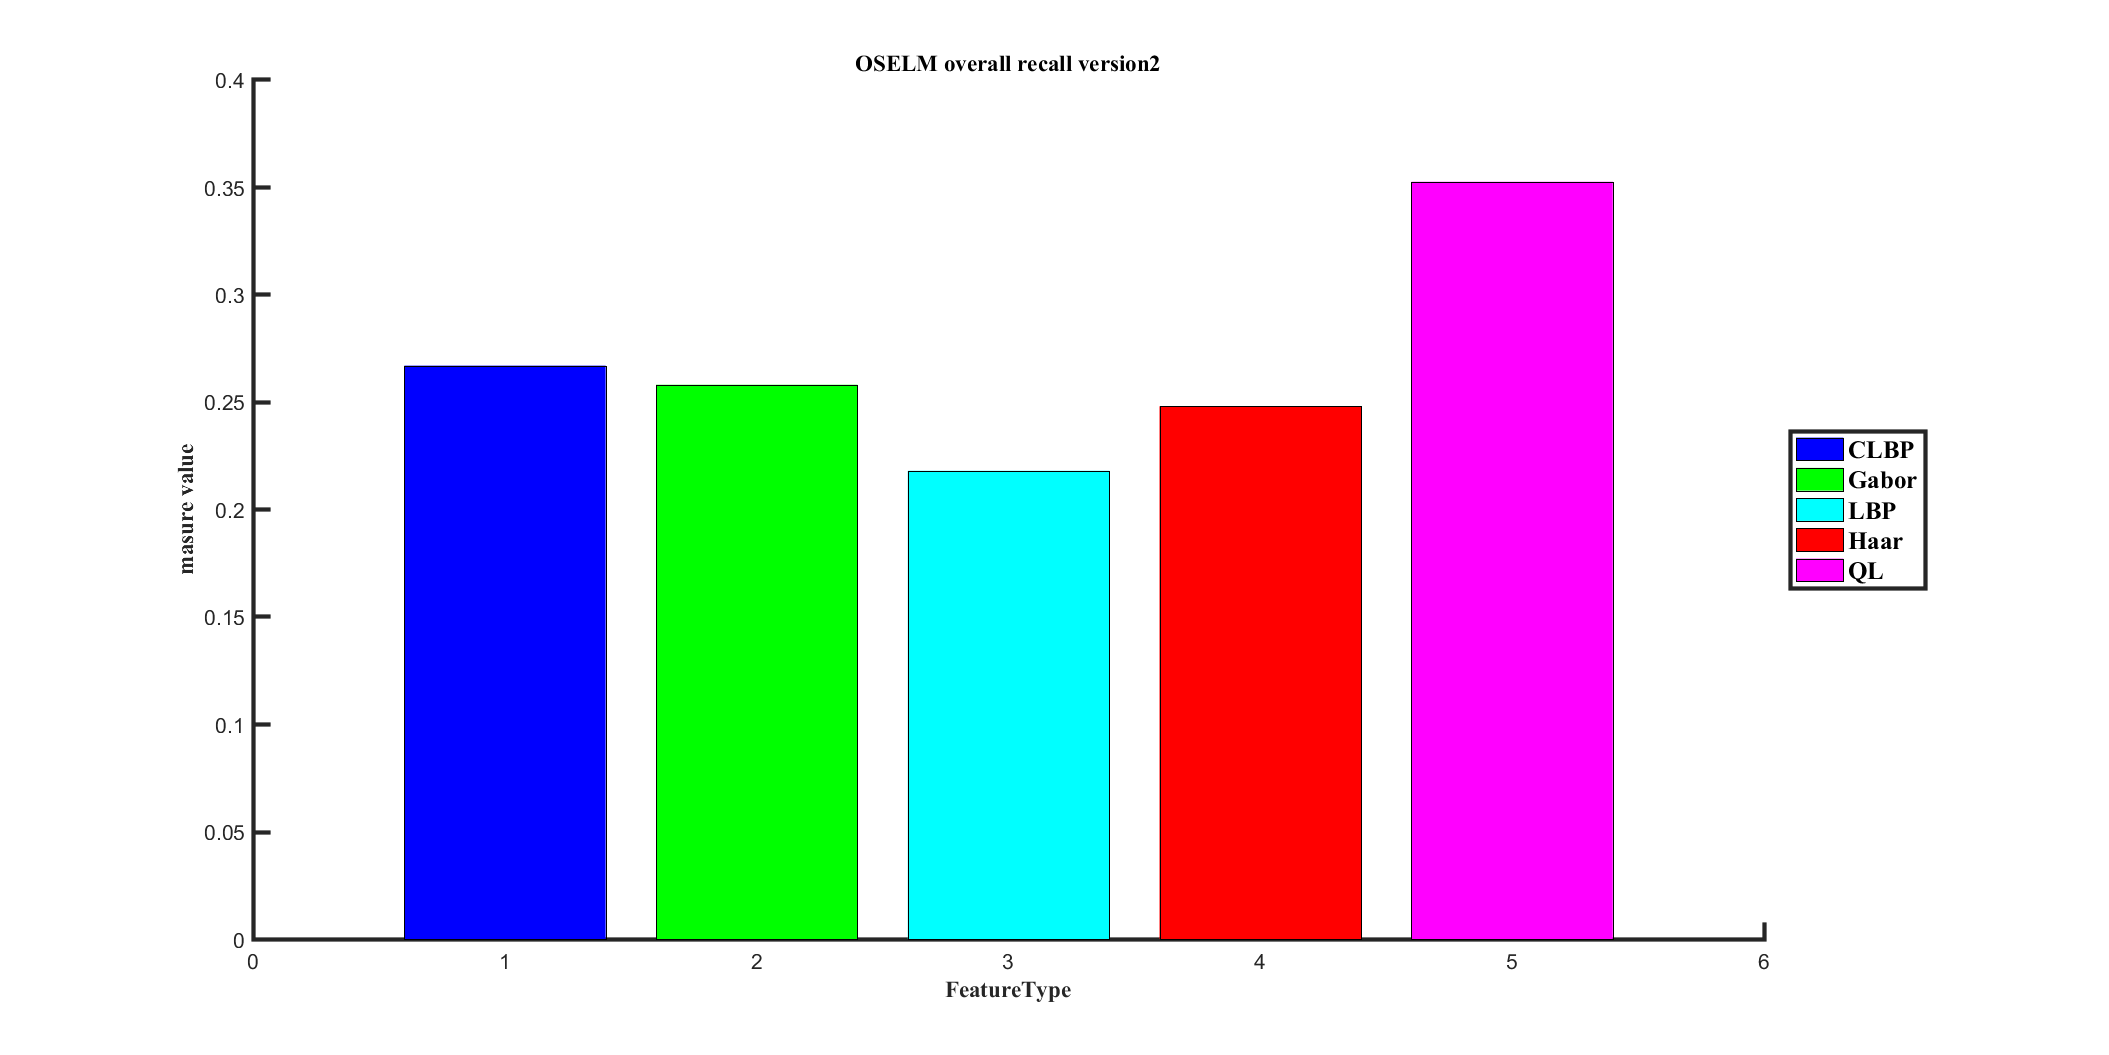 OSELM overall recall version2
0.4
0.35
0.3
0.25
0.2
0.15
0.1
0.05
0
masure value
0 1 2 3 4 5 6
FeatureType
CLBP
Gabor
LBP
Haar
QL